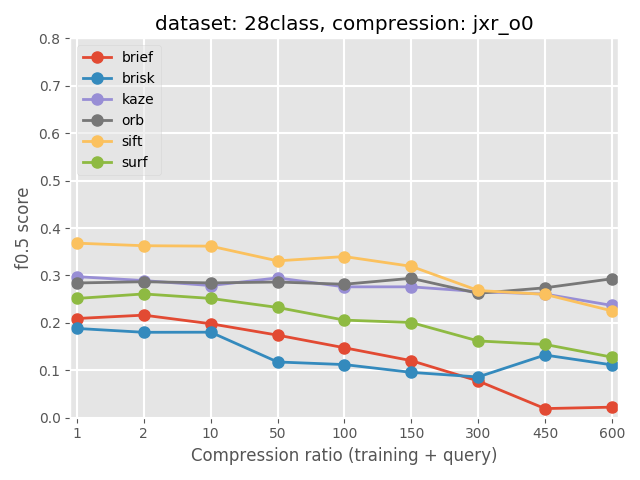 dataset: 28class, compression: jxr_o0
0.8
0.7
0.6
0.5
0.4
0.3
0.2
0.1
0.0
f0.5 score
brief
brisk
kaze
orb
sift
surf
1 2 10 50 100 150 300 450 600
Compression ratio (training + query)